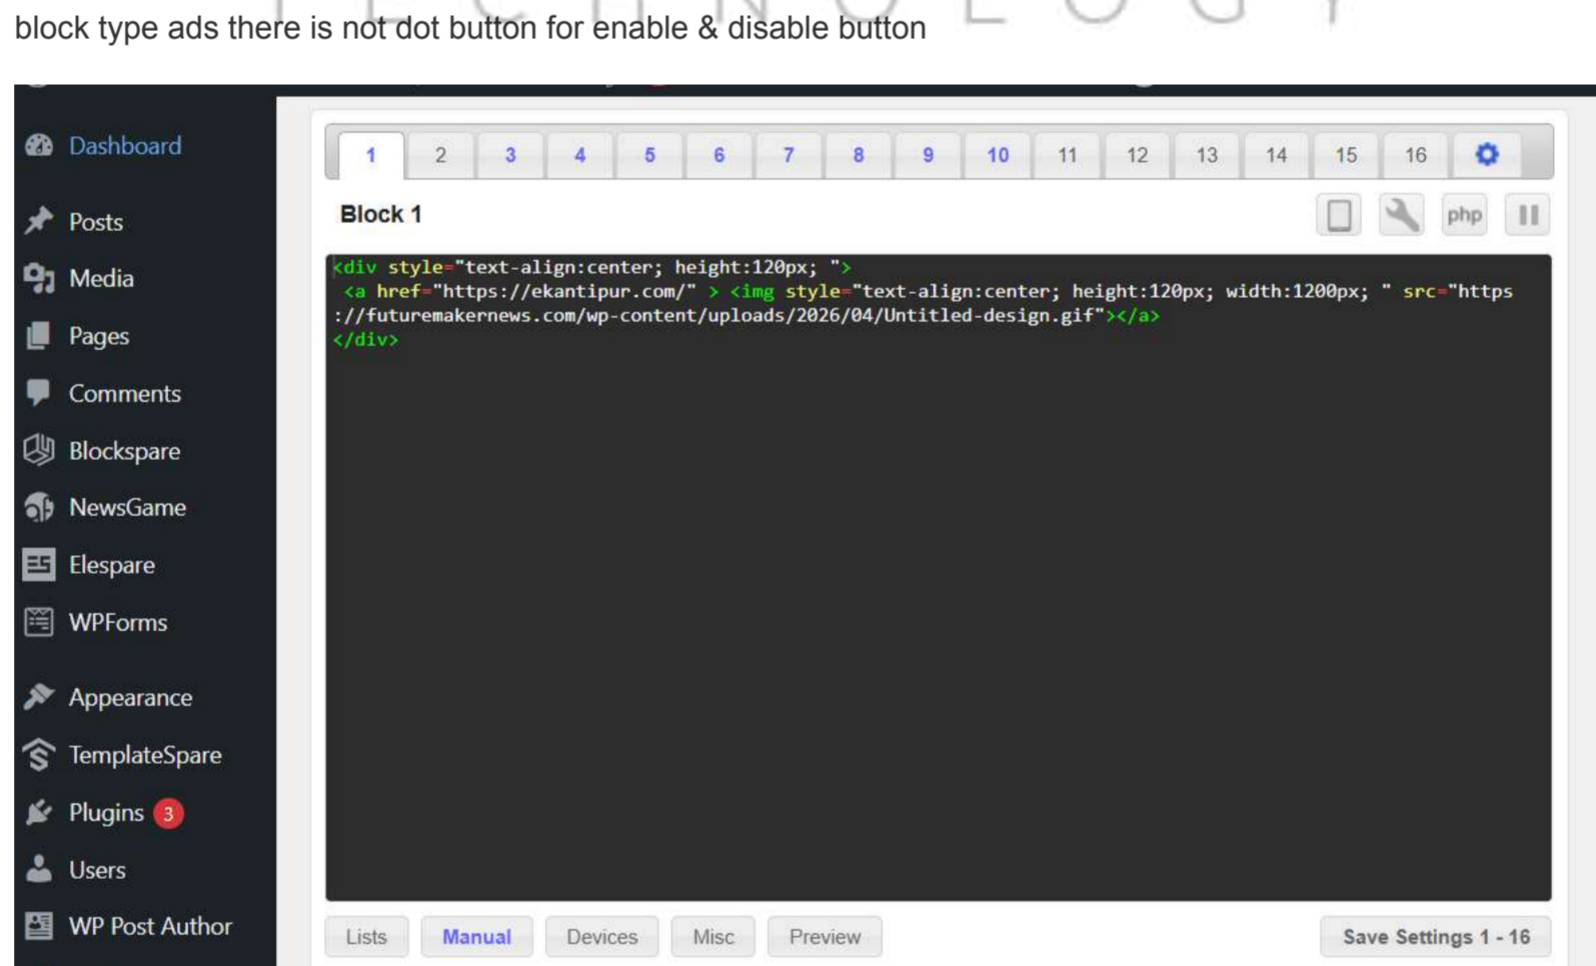 TECHNOLOGY
block type ads there is not dot button for enable & disable button
Dashboard
Posts
Media
Pages
Comments
Blockspare
NewsGame
Elespare
WPForms
Appearance
TemplateSpare
Plugins 3
Users
WP Post Author
1 2 3 4 5 6 7 8 9 10 11 12 13 14 15 16
Block 1
php
<div style="text-align:center; height:120px; ">
<a href="https://ekantipur.com/" > <img style="text-align:center; height:120px; width:1200px; " src="https
://futuremakernews.com/wp-content/uploads/2026/04/Untitled-design.gif"></a>
</div>
Lists Manual Devices Misc Preview Save Settings 1 - 16